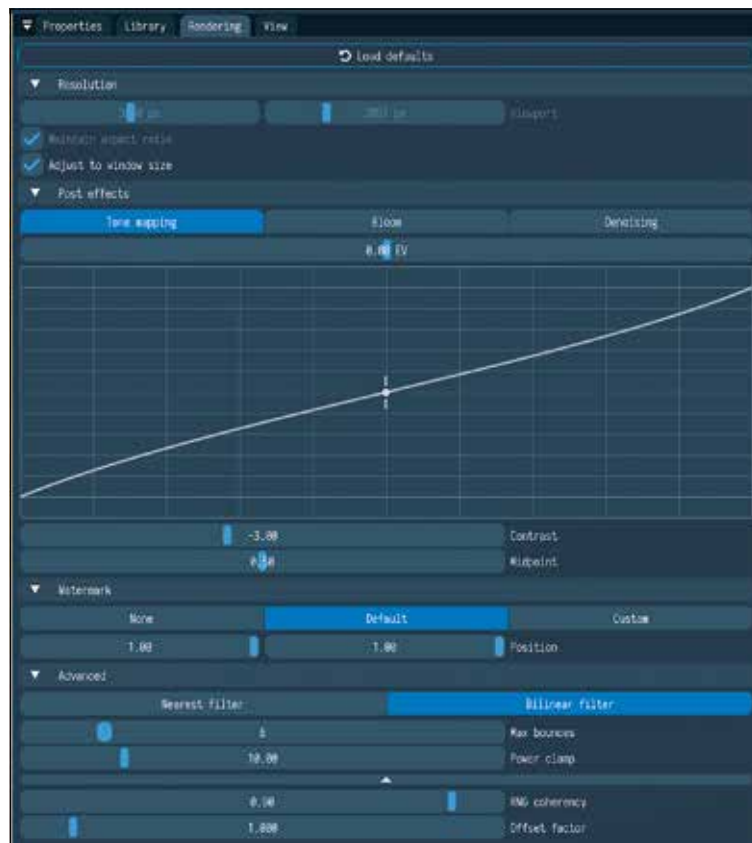 Properties Library Rendering View
Load defaults
Resolution
px px Viewport
Maintain aspect ratio
Adjust to window size
Post effects
Tone mapping Bloom Denoising
EV
-3.00 Contrast
Midpoint
Watermark
None Default Custom
1.00 1.00 Position
Advanced
Nearest filter Bilinear filter
Max bounces
10.00 Power clamp
RNG coherency
1.000 Offset factor